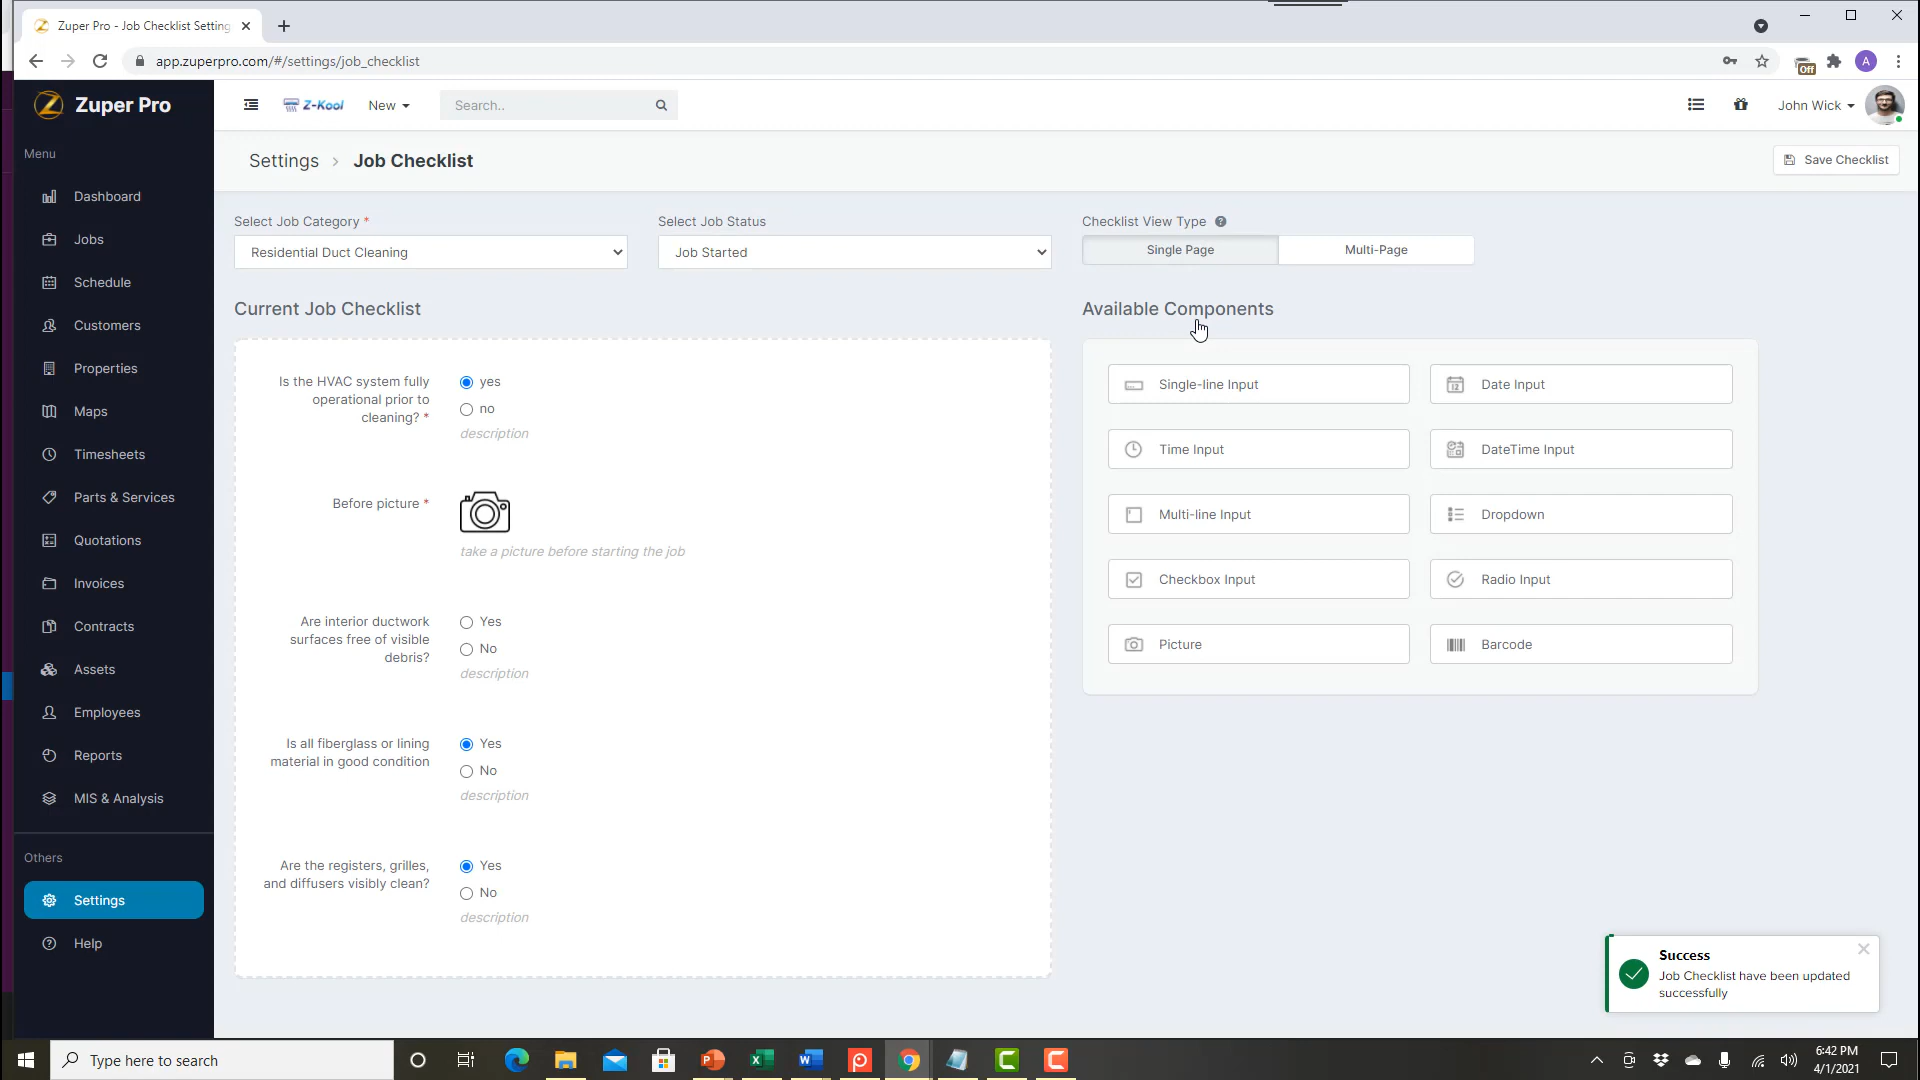 Zuper Pro - Job Checklist Setting
app.zuperpro.com/#/settings/job_checklist
Off
A
Zuper Pro
Z-Kool
New
Search..
John Wick
Menu
Settings > Job Checklist
Save Checklist
Dashboard
Jobs
Schedule
Customers
Properties
Maps
Timesheets
Parts & Services
Quotations
Invoices
Contracts
Assets
Employees
Reports
MIS & Analysis
Others
Settings
Help
Select Job Category *
Residential Duct Cleaning
Select Job Status
Job Started
Checklist View Type
Single Page
Multi-Page
Current Job Checklist
Is the HVAC system fully
operational prior to
cleaning? *
yes
no
description
Before picture *
take a picture before starting the job
Are interior ductwork
surfaces free of visible
debris?
Yes
No
description
Is all fiberglass or lining
material in good condition
Yes
No
description
Are the registers, grilles,
and diffusers visibly clean?
Yes
No
description
Available Components
Single-line Input
Date Input
Time Input
DateTime Input
Multi-line Input
Dropdown
Checkbox Input
Radio Input
Picture
Barcode
Success
Job Checklist have been updated
successfully
Type here to search
6:42 PM
4/1/2021